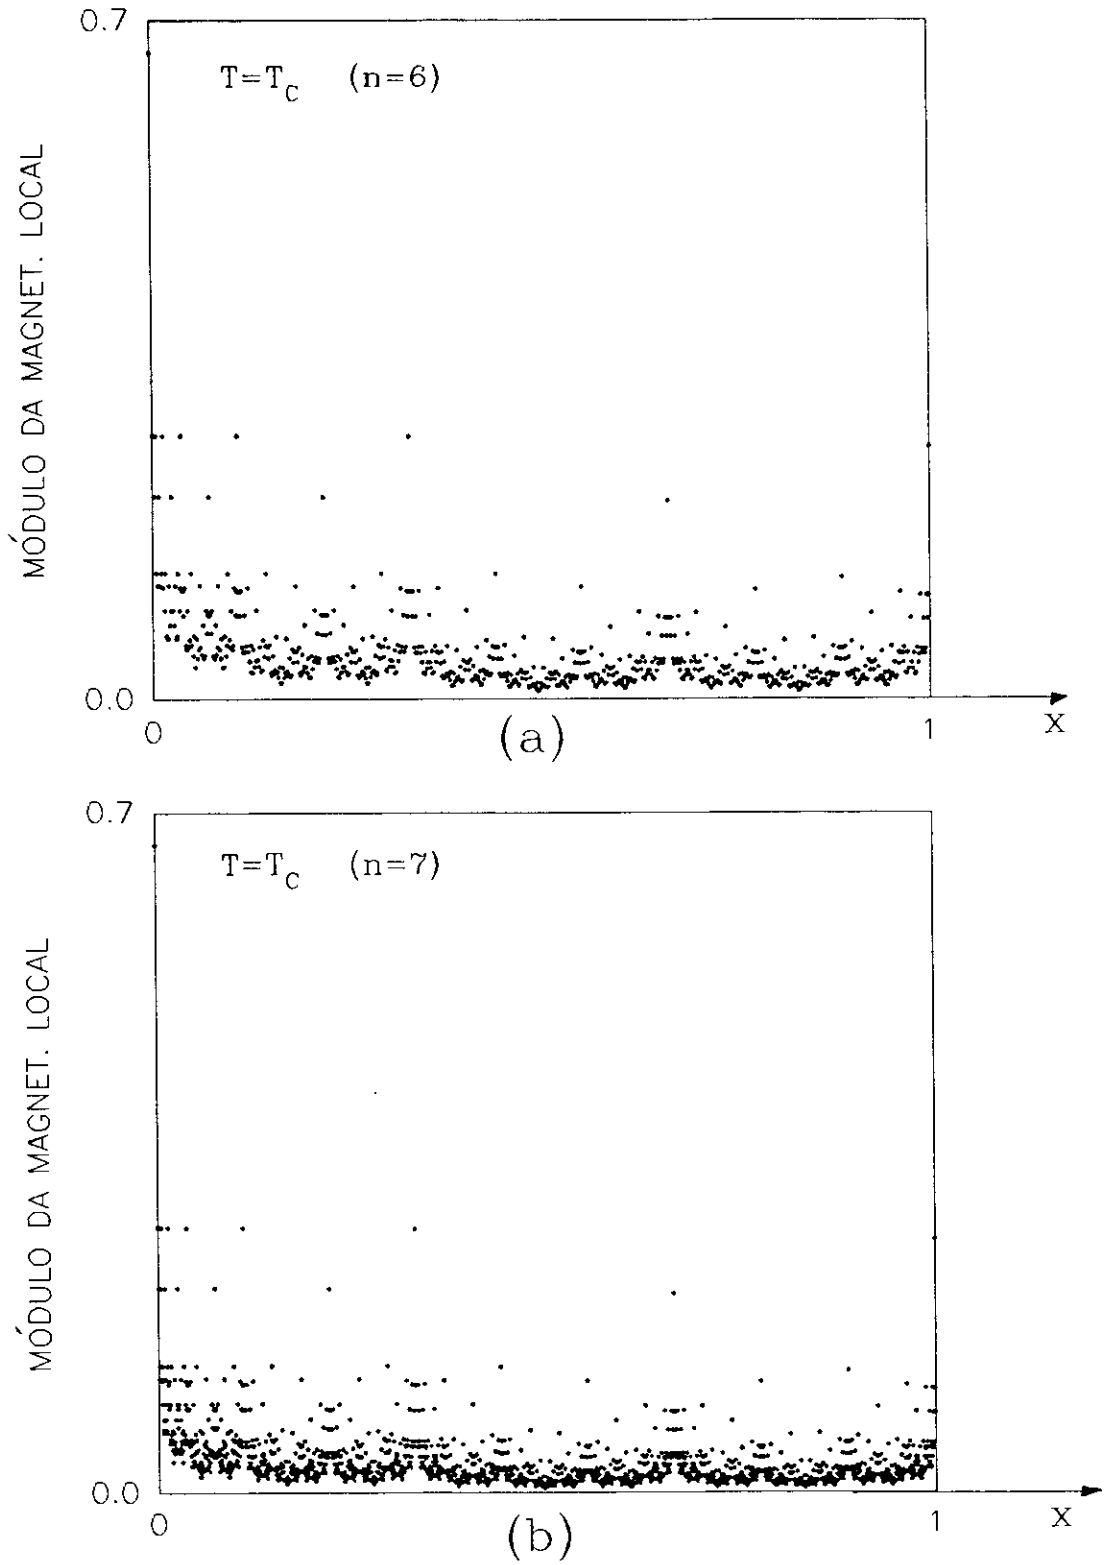 0.7
T=T_C (n=6)
MÓDULO DA MAGNET. LOCAL
0.0
0
1
X
(a)
0.7
T=T_C (n=7)
MÓDULO DA MAGNET. LOCAL
0.0
0
1
X
(b)